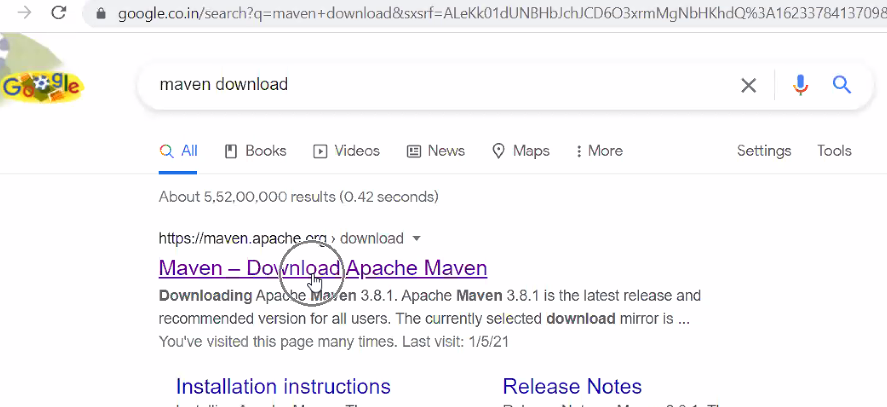 google.co.in/search?q=maven+download&sxsrf=ALeKk01dUNBHbJchJCD6O3xrmMgNbHKhdQ%3A1623378413709
Google
maven download
All Books Videos News Maps More Settings Tools
About 5,52,00,000 results (0.42 seconds)
https://maven.apache.org › download
Maven – Download Apache Maven
Downloading Apache Maven 3.8.1. Apache Maven 3.8.1 is the latest release and
recommended version for all users. The currently selected download mirror is ...
You've visited this page many times. Last visit: 1/5/21
Installation instructions Release Notes